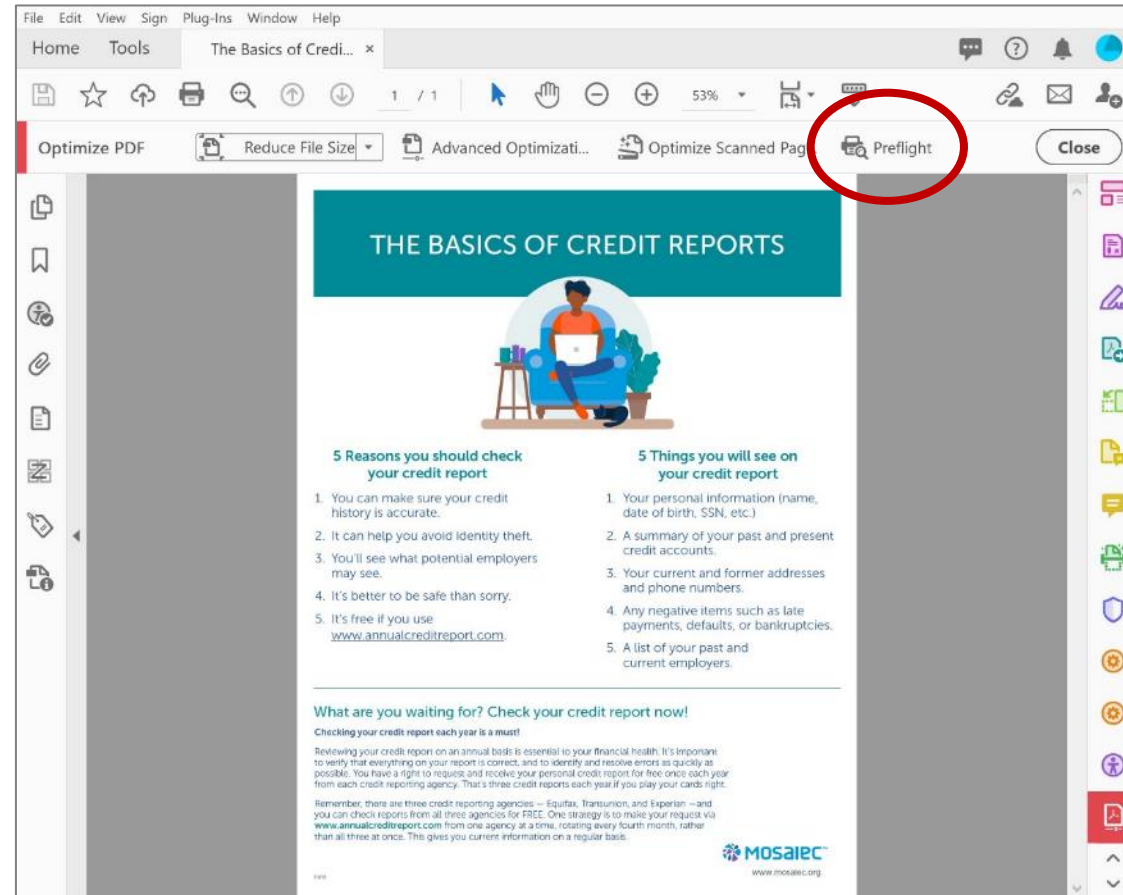 File Edit View Sign Plug-Ins Window Help
Home Tools The Basics of Credi... ×
1 / 1 53%
Optimize PDF Reduce File Size Advanced Optimizati... Optimize Scanned Pag Preflight Close
THE BASICS OF CREDIT REPORTS
5 Reasons you should check
your credit report
1. You can make sure your credit
history is accurate.
2. It can help you avoid identity theft.
3. You'll see what potential employers
may see.
4. It's better to be safe than sorry.
5. It's free if you use
www.annualcreditreport.com.
5 Things you will see on
your credit report
1. Your personal information (name,
date of birth, SSN, etc.)
2. A summary of your past and present
credit accounts.
3. Your current and former addresses
and phone numbers.
4. Any negative items such as late
payments, defaults, or bankruptcies.
5. A list of your past and
current employers.
What are you waiting for? Check your credit report now!
Checking your credit report each year is a must!
Reviewing your credit report on an annual basis is essential to your financial health. It's important
to verify that everything on your report is correct, and to identify and resolve errors as quickly as
possible. You have a right to request and receive your personal credit report for free once each year
from each credit reporting agency. That's three credit reports each year if you play your cards right.
Remember, there are three credit reporting agencies — Equifax, Transunion, and Experian —and
you can check reports from all three agencies for FREE. One strategy is to make your request via
www.annualcreditreport.com from one agency at a time, rotating every fourth month, rather
than all three at once. This gives you current information on a regular basis.
MOSaIEC
www.mosaiec.org